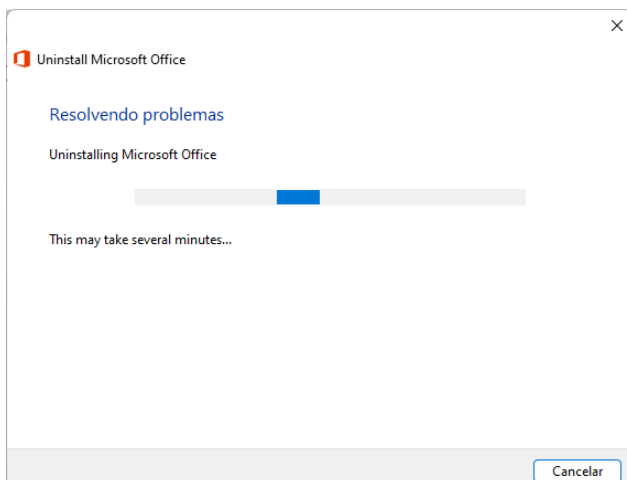 Uninstall Microsoft Office
Resolvendo problemas
Uninstalling Microsoft Office
This may take several minutes...
Cancelar